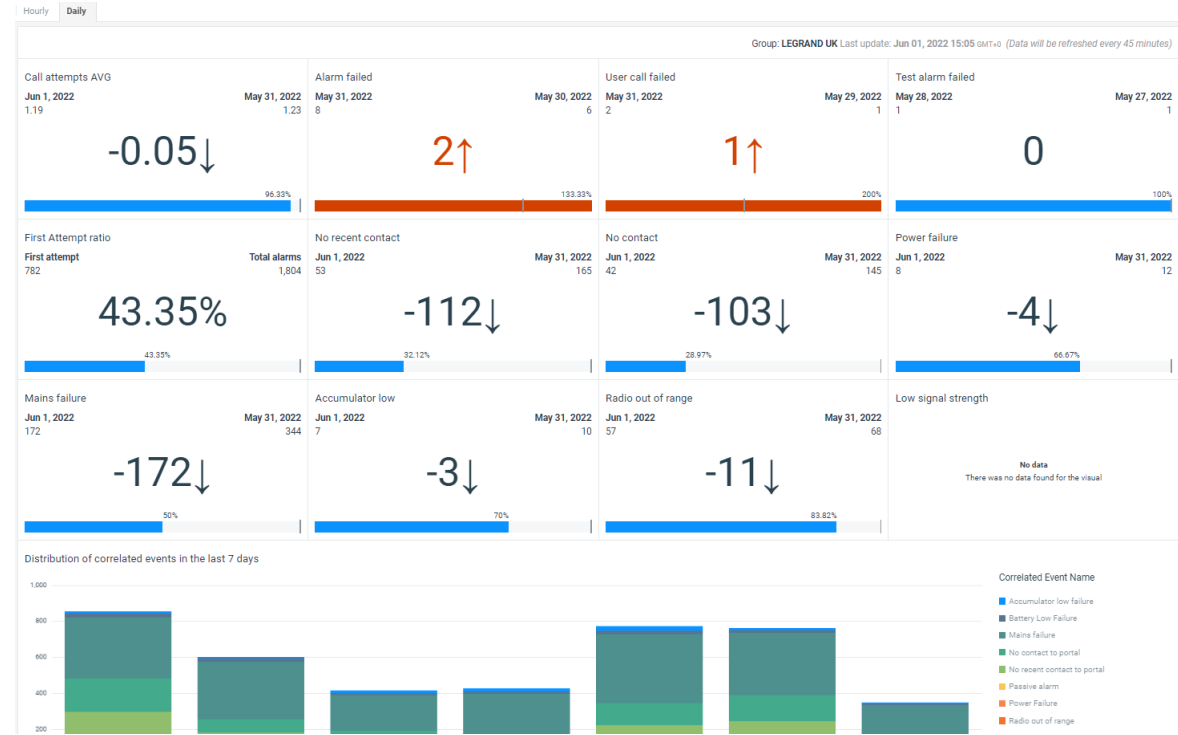 Hourly Daily
Group: LEGRAND UK Last update: Jun 01, 2022 15:05 GMT+0 (Data will be refreshed every 45 minutes)
Call attempts AVG
Jun 1, 2022 May 31, 2022
1.19 1.23
-0.05↓
96.33%
Alarm failed
May 31, 2022 May 30, 2022
8 6
2↑
133.33%
User call failed
May 31, 2022 May 29, 2022
2 1
1↑
200%
Test alarm failed
May 28, 2022 May 27, 2022
1 1
0
100%
First Attempt ratio
First attempt Total alarms
782 1,804
43.35%
43.35%
No recent contact
Jun 1, 2022 May 31, 2022
53 165
-112↓
32.12%
No contact
Jun 1, 2022 May 31, 2022
42 145
-103↓
28.97%
Power failure
Jun 1, 2022 May 31, 2022
8 12
-4↓
66.67%
Mains failure
Jun 1, 2022 May 31, 2022
172 344
-172↓
50%
Accumulator low
Jun 1, 2022 May 31, 2022
7 10
-3↓
70%
Radio out of range
Jun 1, 2022 May 31, 2022
57 68
-11↓
83.82%
Low signal strength
No data
There was no data found for the visual
Distribution of correlated events in the last 7 days
1,000
800
600
400
200
Correlated Event Name
Accumulator low failure
Battery Low Failure
Mains failure
No contact to portal
No recent contact to portal
Passive alarm
Power Failure
Radio out of range